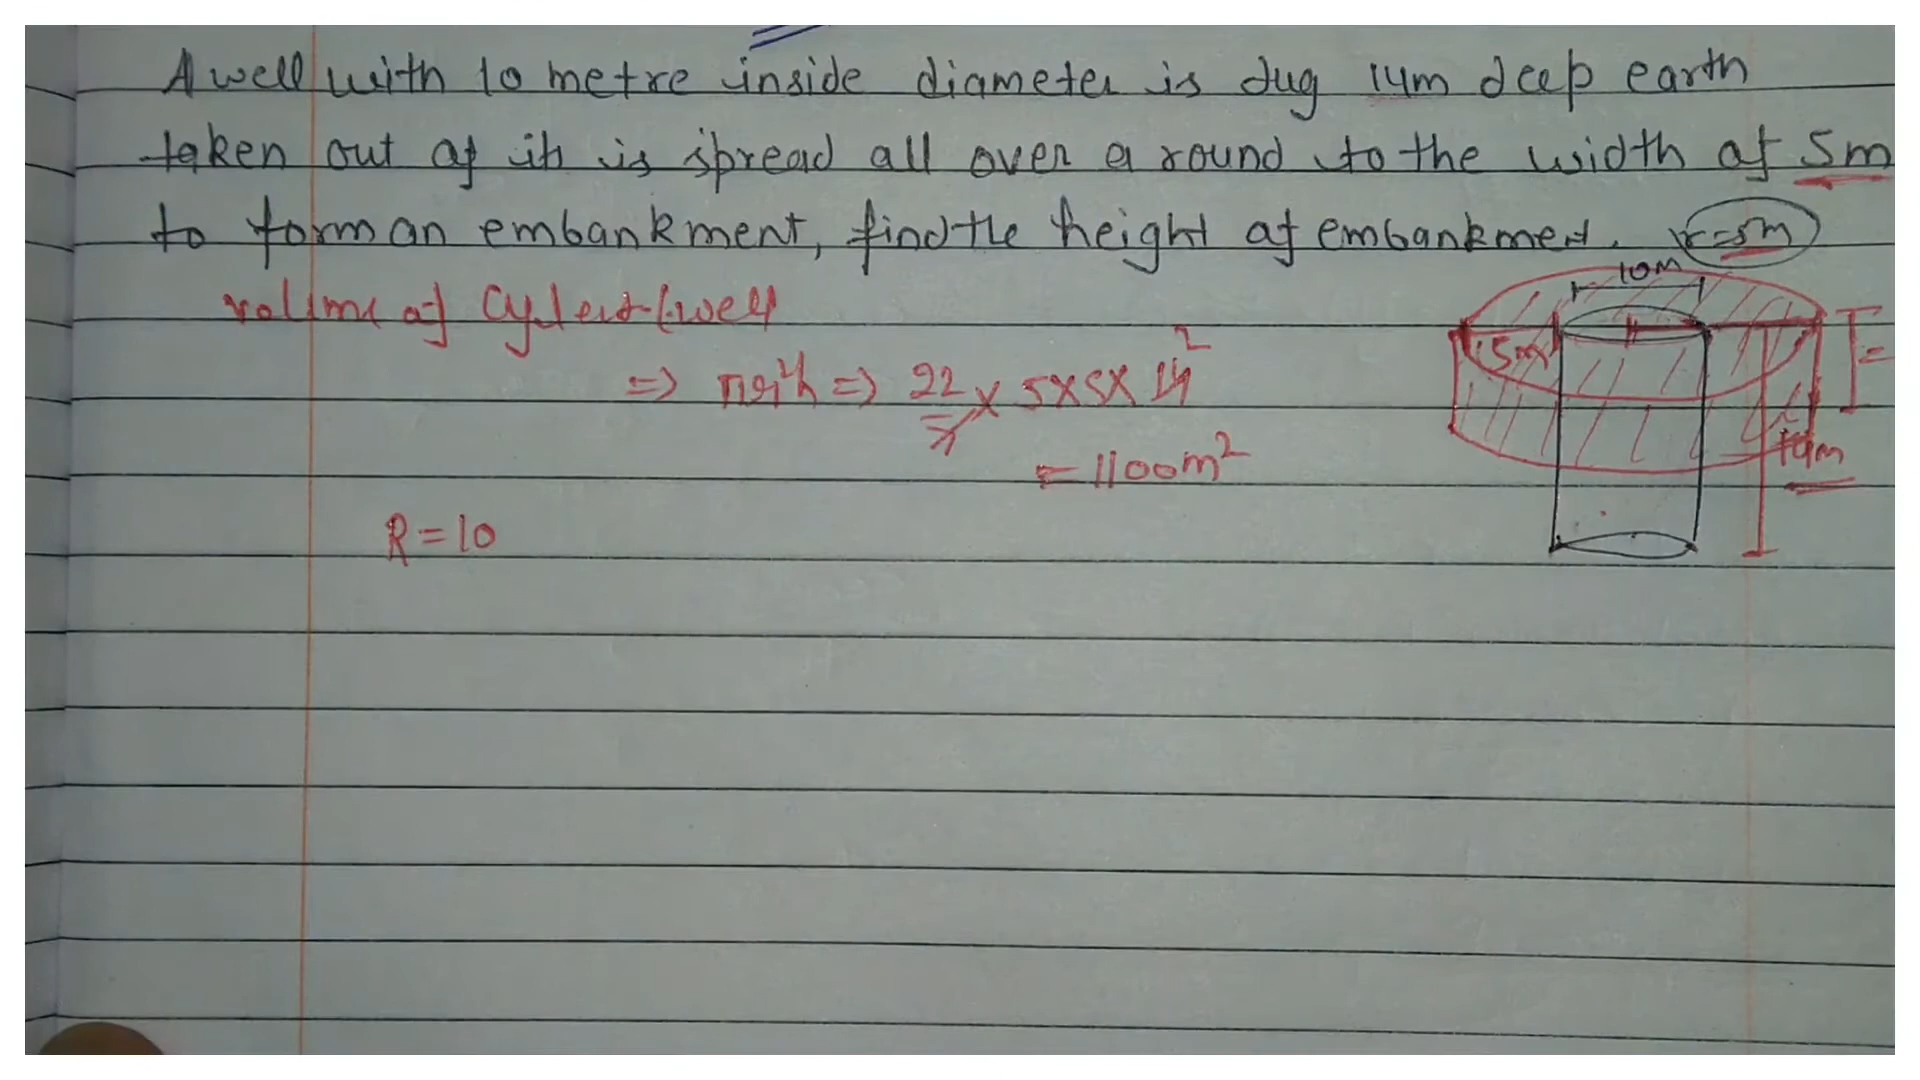 A well with 10 metre inside diameter is dug 14m deep earth
taken out of it is spread all over a round to the width of 5m
to form an embankment, find the height of embankment. r=5m
10m
volume of (well
5m
2
=> πr²h => 22/7 × 5×5×14
14m
= 1100m²
R=10